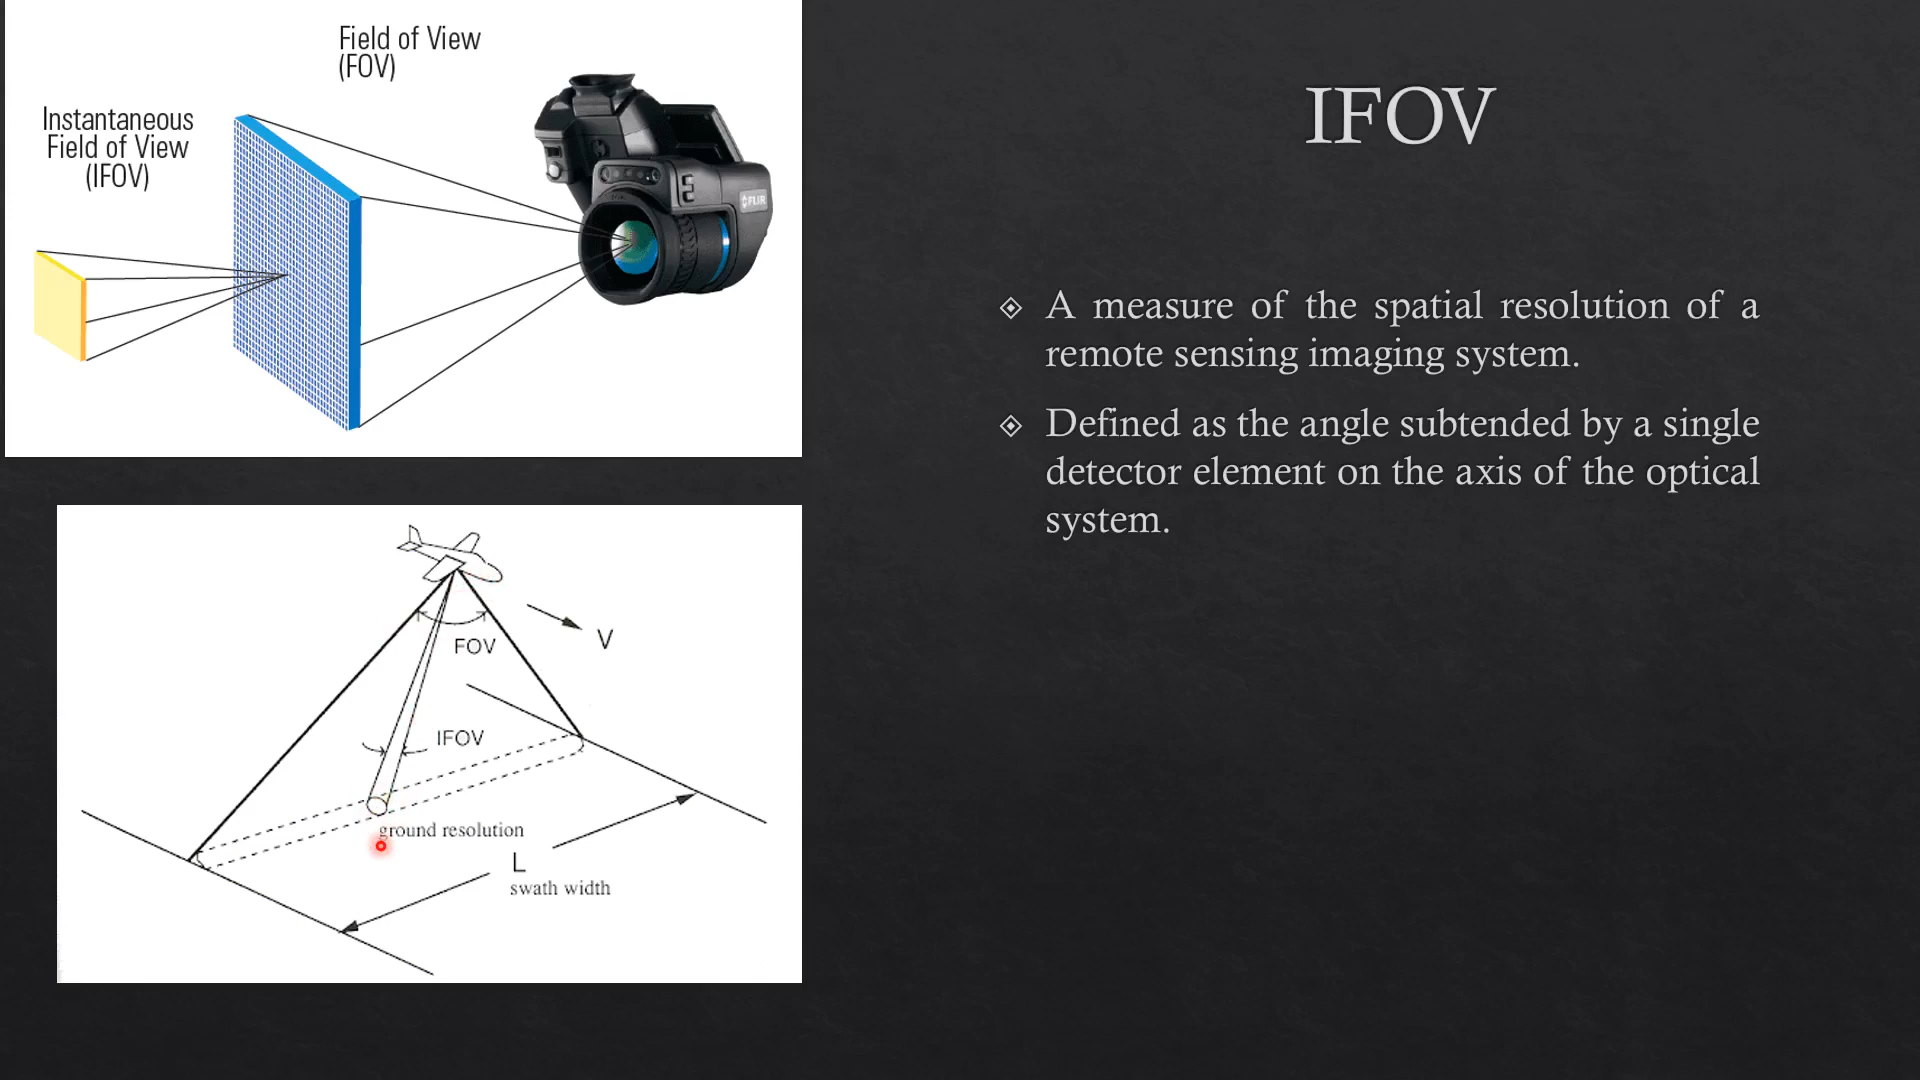 Field of View
(FOV)
Instantaneous
Field of View
(IFOV)
FLIR
FOV
V
IFOV
ground resolution
L
swath width
IFOV
A measure of the spatial resolution of a
remote sensing imaging system.
Defined as the angle subtended by a single
detector element on the axis of the optical
system.